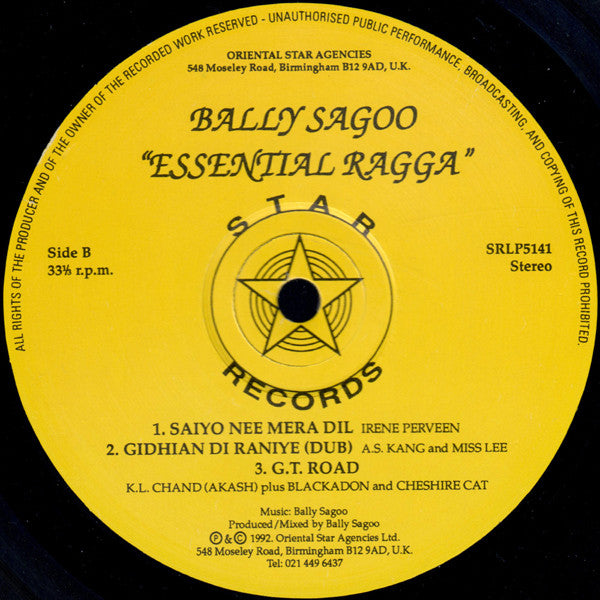 ALL RIGHTS OF THE PRODUCER AND OF THE OWNER OF THE RECORDED WORK RESERVED - UNAUTHORISED PUBLIC PERFORMANCE, BROADCASTING, AND COPYING OF THIS RECORD PROHIBITED.
ORIENTAL STAR AGENCIES
548 Moseley Road, Birmingham B12 9AD, U.K.
BALLY SAGOO
"ESSENTIAL RAGGA"
STAR
Side B
33⅓ r.p.m.
SRLP5141
Stereo
RECORDS
1. SAIYO NEE MERA DIL IRENE PERVEEN
2. GIDHIAN DI RANIYE (DUB) A.S. KANG and MISS LEE
3. G.T. ROAD
K.L. CHAND (AKASH) plus BLACKADON and CHESHIRE CAT
Music: Bally Sagoo
Produced/Mixed by Bally Sagoo
Ⓟ & © 1992. Oriental Star Agencies Ltd.
548 Moseley Road, Birmingham B12 9AD, U.K.
Tel: 021 449 6437